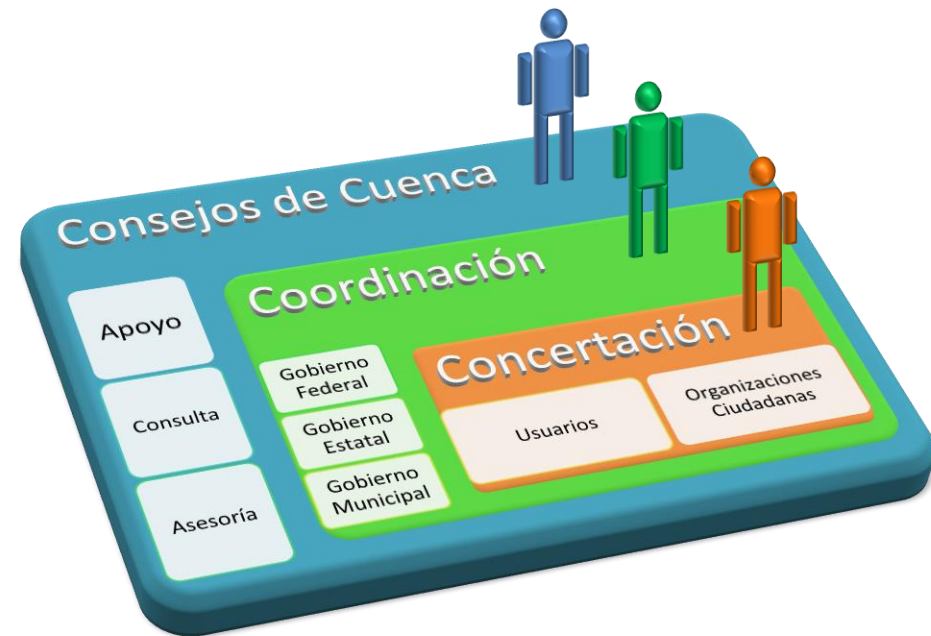 Consejos de Cuenca
Apoyo
Consulta
Asesoría
Coordinación
Gobierno
Federal
Gobierno
Estatal
Gobierno
Municipal
Concertación
Usuarios
Organizaciones
Ciudadanas